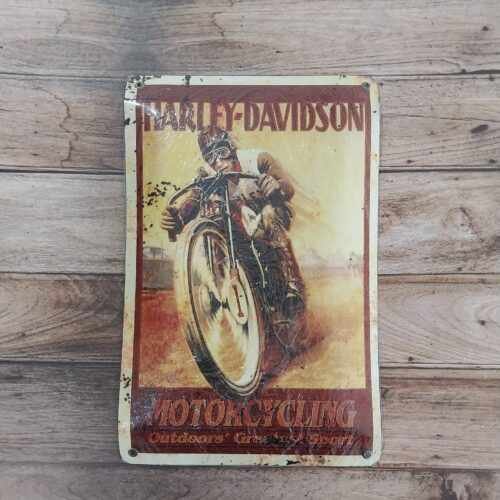 HARLEY-DAVIDSON
MOTORCYCLING
Outdoors' Greatest Sport